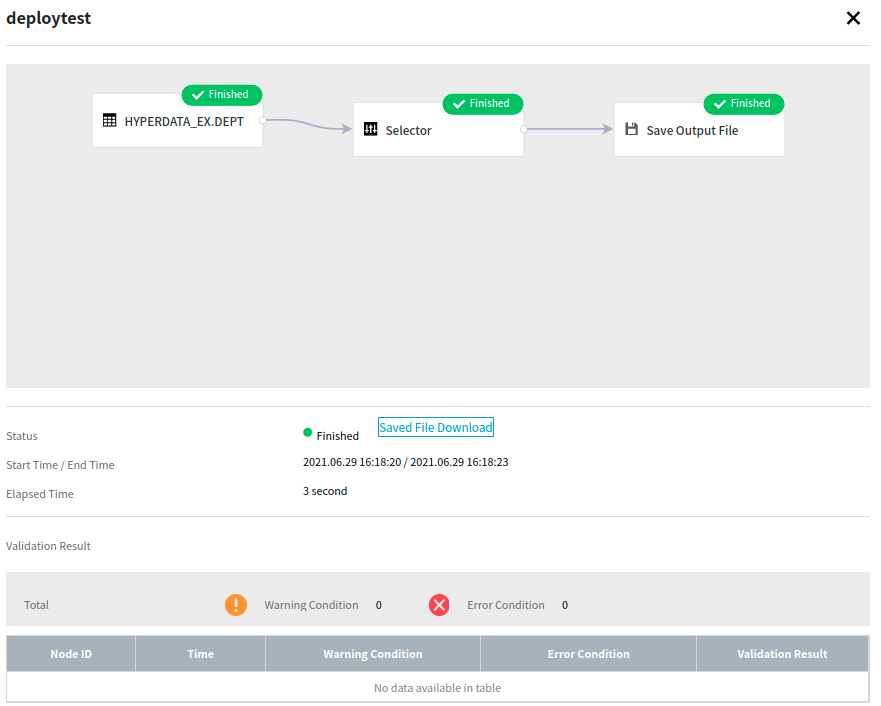 deploytest
Finished
HYPERDATA_EX.DEPT
Finished
Selector
Finished
Save Output File
Status
Finished
Saved File Download
Start Time / End Time
2021.06.29 16:18:20 / 2021.06.29 16:18:23
Elapsed Time
3 second
Validation Result
Total
Warning Condition 0
Error Condition 0
Node ID Time Warning Condition Error Condition Validation Result
No data available in table